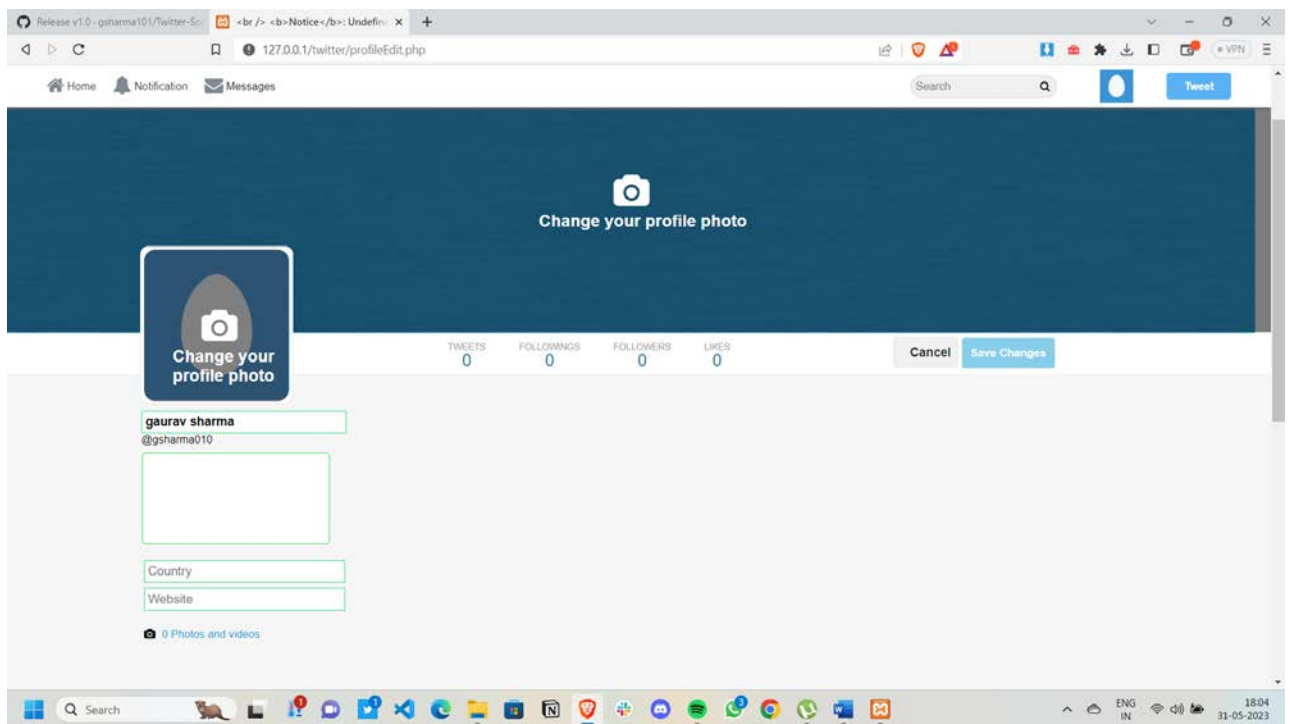 Release v1.0 - gsharma101/Twitter-Sc
<br /> <b>Notice</b>: Undefine
127.0.0.1/twitter/profileEdit.php
VPN
Home Notification Messages Search Tweet
Change your profile photo
Change your
profile photo
TWEETS FOLLOWINGS FOLLOWERS LIKES
0 0 0 0
Cancel Save Changes
gaurav sharma
@gsharma010
Country
Website
0 Photos and videos
Search
ENG
IN
18:04
31-05-2023